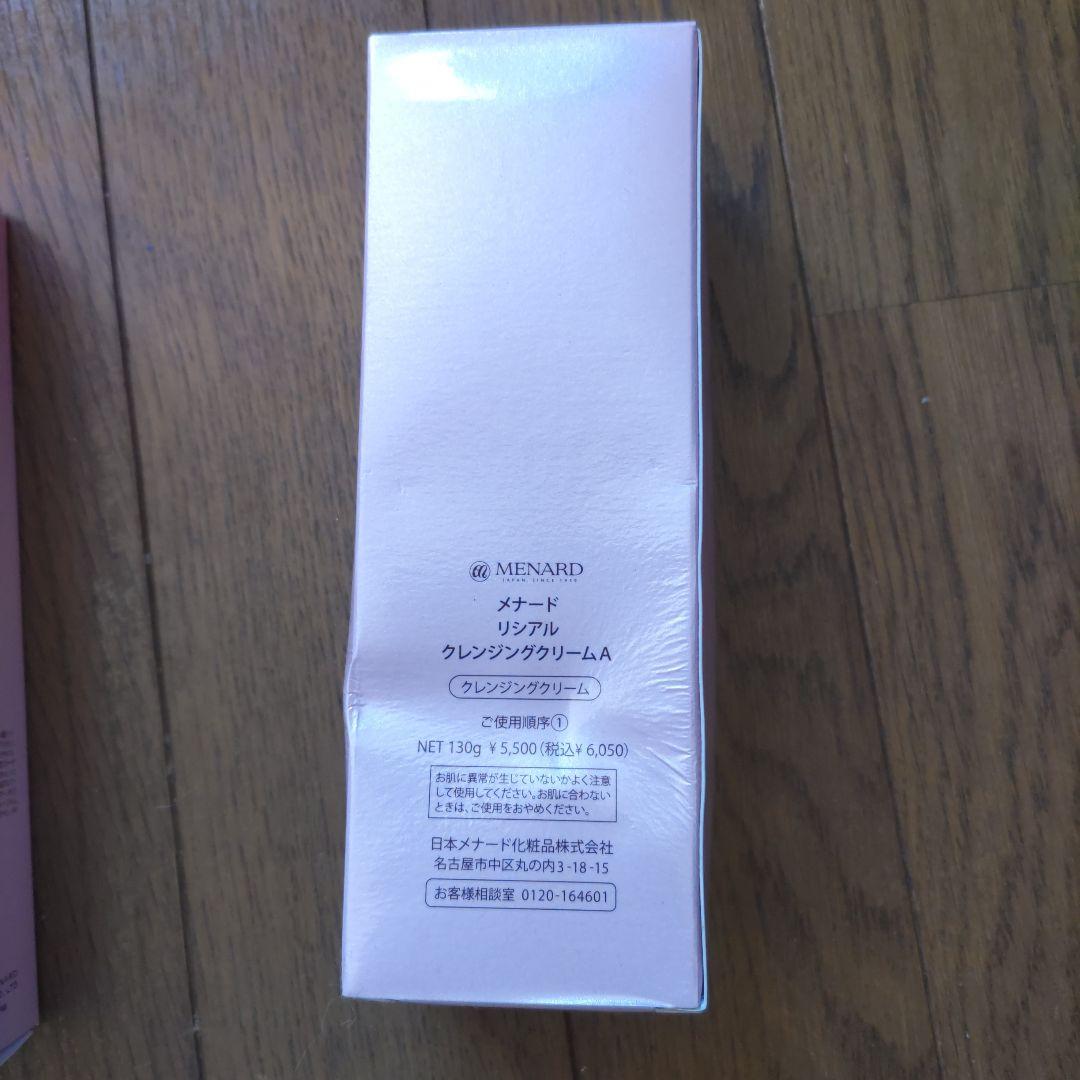 MENARD
JAPAN, SINCE 1959
メナード
リシアル
クレンジングクリームA
クレンジングクリーム
ご使用順序①
NET 130g ¥5,500(税込¥6,050)
お肌に異常が生じていないかよく注意
して使用してください。お肌に合わない
ときは、ご使用をおやめください。
日本メナード化粧品株式会社
名古屋市中区丸の内3-18-15
お客様相談室 0120-164601